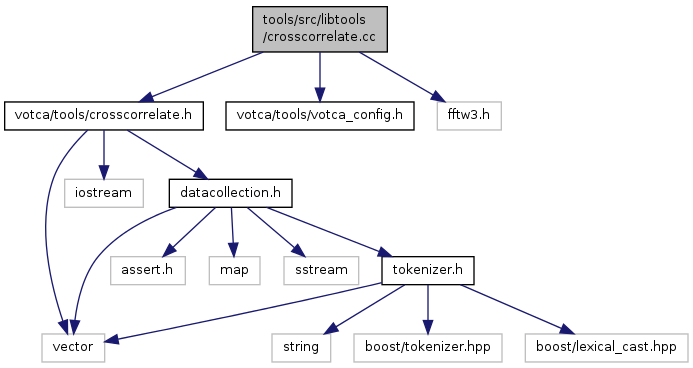 tools/src/libtools
/crosscorrelate.cc
votca/tools/crosscorrelate.h
votca/tools/votca_config.h
fftw3.h
iostream
datacollection.h
assert.h
map
sstream
tokenizer.h
vector
string
boost/tokenizer.hpp
boost/lexical_cast.hpp